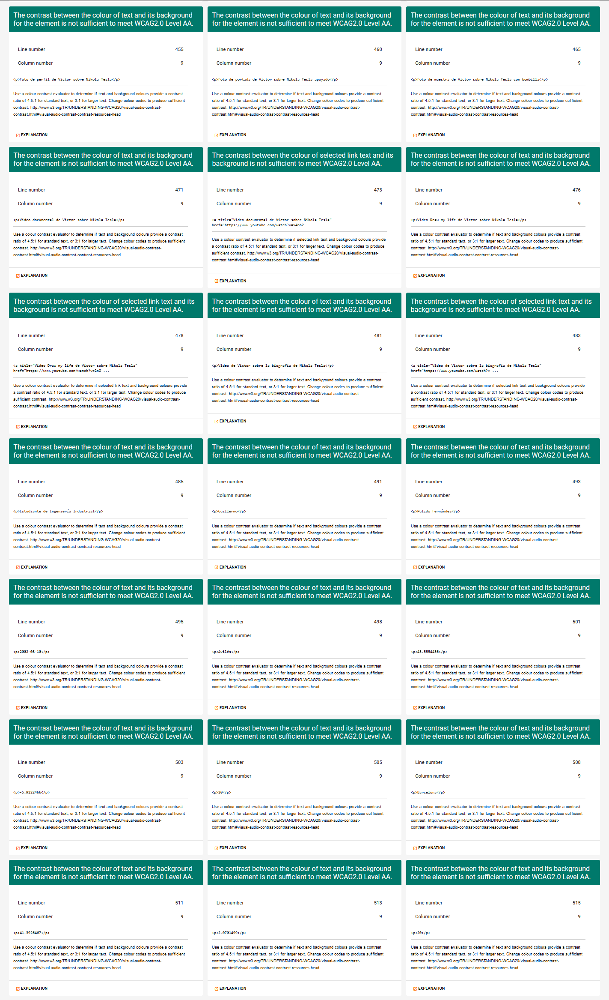 The contrast between the colour of text and its background
for the element is not sufficient to meet WCAG2.0 Level AA.
Line number 455
Column number 9
<p>Foto de perfil de Victor sobre Nikola Tesla</p>
Use a colour contrast evaluator to determine if text and background colours provide a contrast
ratio of 4.5:1 for standard text, or 3:1 for larger text. Change colour codes to produce sufficient
contrast. http://www.w3.org/TR/UNDERSTANDING-WCAG20/visual-audio-contrast-
contrast.html#visual-audio-contrast-contrast-resources-head
EXPLANATION
The contrast between the colour of text and its background
for the element is not sufficient to meet WCAG2.0 Level AA.
Line number 460
Column number 9
<p>Foto de portada de Victor sobre Nikola Tesla apoyado</p>
Use a colour contrast evaluator to determine if text and background colours provide a contrast
ratio of 4.5:1 for standard text, or 3:1 for larger text. Change colour codes to produce sufficient
contrast. http://www.w3.org/TR/UNDERSTANDING-WCAG20/visual-audio-contrast-
contrast.html#visual-audio-contrast-contrast-resources-head
EXPLANATION
The contrast between the colour of text and its background
for the element is not sufficient to meet WCAG2.0 Level AA.
Line number 465
Column number 9
<p>Foto de muestra de Victor sobre Nikola Tesla con bombilla</p>
Use a colour contrast evaluator to determine if text and background colours provide a contrast
ratio of 4.5:1 for standard text, or 3:1 for larger text. Change colour codes to produce sufficient
contrast. http://www.w3.org/TR/UNDERSTANDING-WCAG20/visual-audio-contrast-
contrast.html#visual-audio-contrast-contrast-resources-head
EXPLANATION
The contrast between the colour of text and its background
for the element is not sufficient to meet WCAG2.0 Level AA.
Line number 471
Column number 9
<p>Video documental de Victor sobre Nikola Tesla</p>
Use a colour contrast evaluator to determine if text and background colours provide a contrast
ratio of 4.5:1 for standard text, or 3:1 for larger text. Change colour codes to produce sufficient
contrast. http://www.w3.org/TR/UNDERSTANDING-WCAG20/visual-audio-contrast-
contrast.html#visual-audio-contrast-contrast-resources-head
EXPLANATION
The contrast between the colour of selected link text and its
background is not sufficient to meet WCAG2.0 Level AA.
Line number 473
Column number 9
<a title="Video documental de Victor sobre Nikola Tesla"
href="https://www.youtube.com/watch?v=x4hh2 ...
Use a colour contrast evaluator to determine if selected link text and background colours provide
a contrast ratio of 4.5:1 for standard text, or 3:1 for larger text. Change colour codes to produce
sufficient contrast. http://www.w3.org/TR/UNDERSTANDING-WCAG20/visual-audio-contrast-
contrast.html#visual-audio-contrast-contrast-resources-head
EXPLANATION
The contrast between the colour of text and its background
for the element is not sufficient to meet WCAG2.0 Level AA.
Line number 476
Column number 9
<p>Video Draw my life de Victor sobre Nikola Tesla</p>
Use a colour contrast evaluator to determine if text and background colours provide a contrast
ratio of 4.5:1 for standard text, or 3:1 for larger text. Change colour codes to produce sufficient
contrast. http://www.w3.org/TR/UNDERSTANDING-WCAG20/visual-audio-contrast-
contrast.html#visual-audio-contrast-contrast-resources-head
EXPLANATION
The contrast between the colour of selected link text and its
background is not sufficient to meet WCAG2.0 Level AA.
Line number 478
Column number 9
<a title="Video Draw my life de Victor sobre Nikola Tesla"
href="https://www.youtube.com/watch?v=2nO ...
Use a colour contrast evaluator to determine if selected link text and background colours provide
a contrast ratio of 4.5:1 for standard text, or 3:1 for larger text. Change colour codes to produce
sufficient contrast. http://www.w3.org/TR/UNDERSTANDING-WCAG20/visual-audio-contrast-
contrast.html#visual-audio-contrast-contrast-resources-head
EXPLANATION
The contrast between the colour of text and its background
for the element is not sufficient to meet WCAG2.0 Level AA.
Line number 481
Column number 9
<p>Video de Victor sobre la biografía de Nikola Tesla</p>
Use a colour contrast evaluator to determine if text and background colours provide a contrast
ratio of 4.5:1 for standard text, or 3:1 for larger text. Change colour codes to produce sufficient
contrast. http://www.w3.org/TR/UNDERSTANDING-WCAG20/visual-audio-contrast-
contrast.html#visual-audio-contrast-contrast-resources-head
EXPLANATION
The contrast between the colour of selected link text and its
background is not sufficient to meet WCAG2.0 Level AA.
Line number 483
Column number 9
<a title="Video de Victor sobre la biografía de Nikola Tesla"
href="https://www.youtube.com/watch?v ...
Use a colour contrast evaluator to determine if selected link text and background colours provide
a contrast ratio of 4.5:1 for standard text, or 3:1 for larger text. Change colour codes to produce
sufficient contrast. http://www.w3.org/TR/UNDERSTANDING-WCAG20/visual-audio-contrast-
contrast.html#visual-audio-contrast-contrast-resources-head
EXPLANATION
The contrast between the colour of text and its background
for the element is not sufficient to meet WCAG2.0 Level AA.
Line number 485
Column number 9
<p>Estudiante de Ingeniería Industrial</p>
Use a colour contrast evaluator to determine if text and background colours provide a contrast
ratio of 4.5:1 for standard text, or 3:1 for larger text. Change colour codes to produce sufficient
contrast. http://www.w3.org/TR/UNDERSTANDING-WCAG20/visual-audio-contrast-
contrast.html#visual-audio-contrast-contrast-resources-head
EXPLANATION
The contrast between the colour of text and its background
for the element is not sufficient to meet WCAG2.0 Level AA.
Line number 491
Column number 9
<p>Guillermo</p>
Use a colour contrast evaluator to determine if text and background colours provide a contrast
ratio of 4.5:1 for standard text, or 3:1 for larger text. Change colour codes to produce sufficient
contrast. http://www.w3.org/TR/UNDERSTANDING-WCAG20/visual-audio-contrast-
contrast.html#visual-audio-contrast-contrast-resources-head
EXPLANATION
The contrast between the colour of text and its background
for the element is not sufficient to meet WCAG2.0 Level AA.
Line number 493
Column number 9
<p>Pulido Fernández</p>
Use a colour contrast evaluator to determine if text and background colours provide a contrast
ratio of 4.5:1 for standard text, or 3:1 for larger text. Change colour codes to produce sufficient
contrast. http://www.w3.org/TR/UNDERSTANDING-WCAG20/visual-audio-contrast-
contrast.html#visual-audio-contrast-contrast-resources-head
EXPLANATION
The contrast between the colour of text and its background
for the element is not sufficient to meet WCAG2.0 Level AA.
Line number 495
Column number 9
<p>2002-08-10</p>
Use a colour contrast evaluator to determine if text and background colours provide a contrast
ratio of 4.5:1 for standard text, or 3:1 for larger text. Change colour codes to produce sufficient
contrast. http://www.w3.org/TR/UNDERSTANDING-WCAG20/visual-audio-contrast-
contrast.html#visual-audio-contrast-contrast-resources-head
EXPLANATION
The contrast between the colour of text and its background
for the element is not sufficient to meet WCAG2.0 Level AA.
Line number 498
Column number 9
<p>Avilés</p>
Use a colour contrast evaluator to determine if text and background colours provide a contrast
ratio of 4.5:1 for standard text, or 3:1 for larger text. Change colour codes to produce sufficient
contrast. http://www.w3.org/TR/UNDERSTANDING-WCAG20/visual-audio-contrast-
contrast.html#visual-audio-contrast-contrast-resources-head
EXPLANATION
The contrast between the colour of text and its background
for the element is not sufficient to meet WCAG2.0 Level AA.
Line number 501
Column number 9
<p>43.5554436</p>
Use a colour contrast evaluator to determine if text and background colours provide a contrast
ratio of 4.5:1 for standard text, or 3:1 for larger text. Change colour codes to produce sufficient
contrast. http://www.w3.org/TR/UNDERSTANDING-WCAG20/visual-audio-contrast-
contrast.html#visual-audio-contrast-contrast-resources-head
EXPLANATION
The contrast between the colour of text and its background
for the element is not sufficient to meet WCAG2.0 Level AA.
Line number 503
Column number 9
<p>-5.9222466</p>
Use a colour contrast evaluator to determine if text and background colours provide a contrast
ratio of 4.5:1 for standard text, or 3:1 for larger text. Change colour codes to produce sufficient
contrast. http://www.w3.org/TR/UNDERSTANDING-WCAG20/visual-audio-contrast-
contrast.html#visual-audio-contrast-contrast-resources-head
EXPLANATION
The contrast between the colour of text and its background
for the element is not sufficient to meet WCAG2.0 Level AA.
Line number 505
Column number 9
<p>20</p>
Use a colour contrast evaluator to determine if text and background colours provide a contrast
ratio of 4.5:1 for standard text, or 3:1 for larger text. Change colour codes to produce sufficient
contrast. http://www.w3.org/TR/UNDERSTANDING-WCAG20/visual-audio-contrast-
contrast.html#visual-audio-contrast-contrast-resources-head
EXPLANATION
The contrast between the colour of text and its background
for the element is not sufficient to meet WCAG2.0 Level AA.
Line number 508
Column number 9
<p>Barcelona</p>
Use a colour contrast evaluator to determine if text and background colours provide a contrast
ratio of 4.5:1 for standard text, or 3:1 for larger text. Change colour codes to produce sufficient
contrast. http://www.w3.org/TR/UNDERSTANDING-WCAG20/visual-audio-contrast-
contrast.html#visual-audio-contrast-contrast-resources-head
EXPLANATION
The contrast between the colour of text and its background
for the element is not sufficient to meet WCAG2.0 Level AA.
Line number 511
Column number 9
<p>41.3926467</p>
Use a colour contrast evaluator to determine if text and background colours provide a contrast
ratio of 4.5:1 for standard text, or 3:1 for larger text. Change colour codes to produce sufficient
contrast. http://www.w3.org/TR/UNDERSTANDING-WCAG20/visual-audio-contrast-
contrast.html#visual-audio-contrast-contrast-resources-head
EXPLANATION
The contrast between the colour of text and its background
for the element is not sufficient to meet WCAG2.0 Level AA.
Line number 513
Column number 9
<p>2.0701499</p>
Use a colour contrast evaluator to determine if text and background colours provide a contrast
ratio of 4.5:1 for standard text, or 3:1 for larger text. Change colour codes to produce sufficient
contrast. http://www.w3.org/TR/UNDERSTANDING-WCAG20/visual-audio-contrast-
contrast.html#visual-audio-contrast-contrast-resources-head
EXPLANATION
The contrast between the colour of text and its background
for the element is not sufficient to meet WCAG2.0 Level AA.
Line number 515
Column number 9
<p>20</p>
Use a colour contrast evaluator to determine if text and background colours provide a contrast
ratio of 4.5:1 for standard text, or 3:1 for larger text. Change colour codes to produce sufficient
contrast. http://www.w3.org/TR/UNDERSTANDING-WCAG20/visual-audio-contrast-
contrast.html#visual-audio-contrast-contrast-resources-head
EXPLANATION